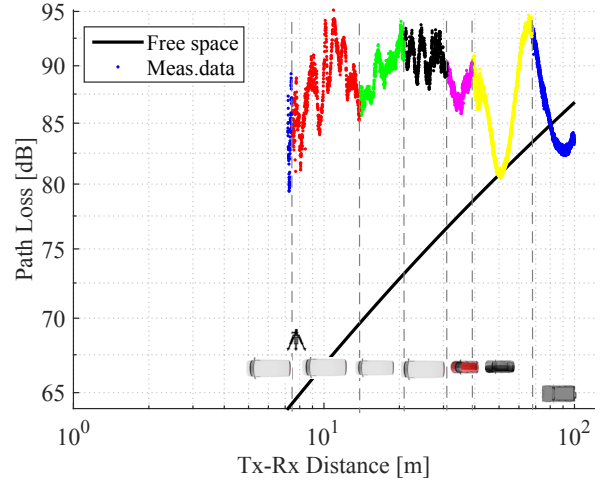 95
90
85
80
75
70
65
Path Loss [dB]
Free space
Meas.data
10^0
10^1
10^2
Tx-Rx Distance [m]